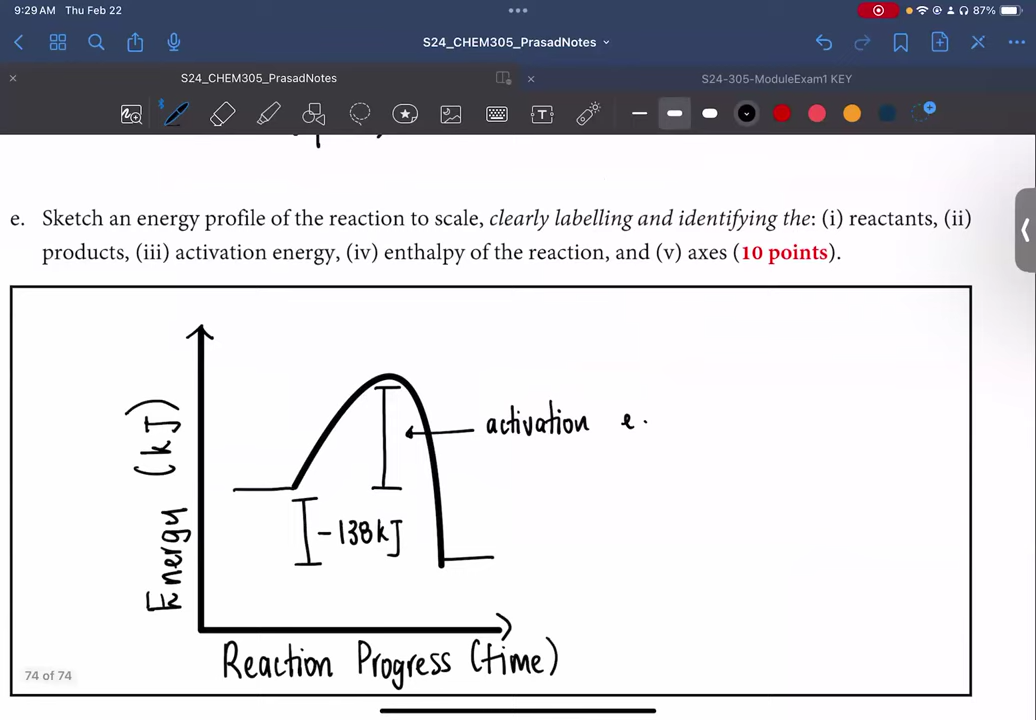 9:29 AM Thu Feb 22
87%
S24_CHEM305_PrasadNotes
S24_CHEM305_PrasadNotes
S24-305-ModuleExam1 KEY
e. Sketch an energy profile of the reaction to scale, clearly labelling and identifying the: (i) reactants, (ii)
products, (iii) activation energy, (iv) enthalpy of the reaction, and (v) axes (10 points).
Energy (kJ)
activation e.
-138kJ
Reaction Progress (time)
74 of 74